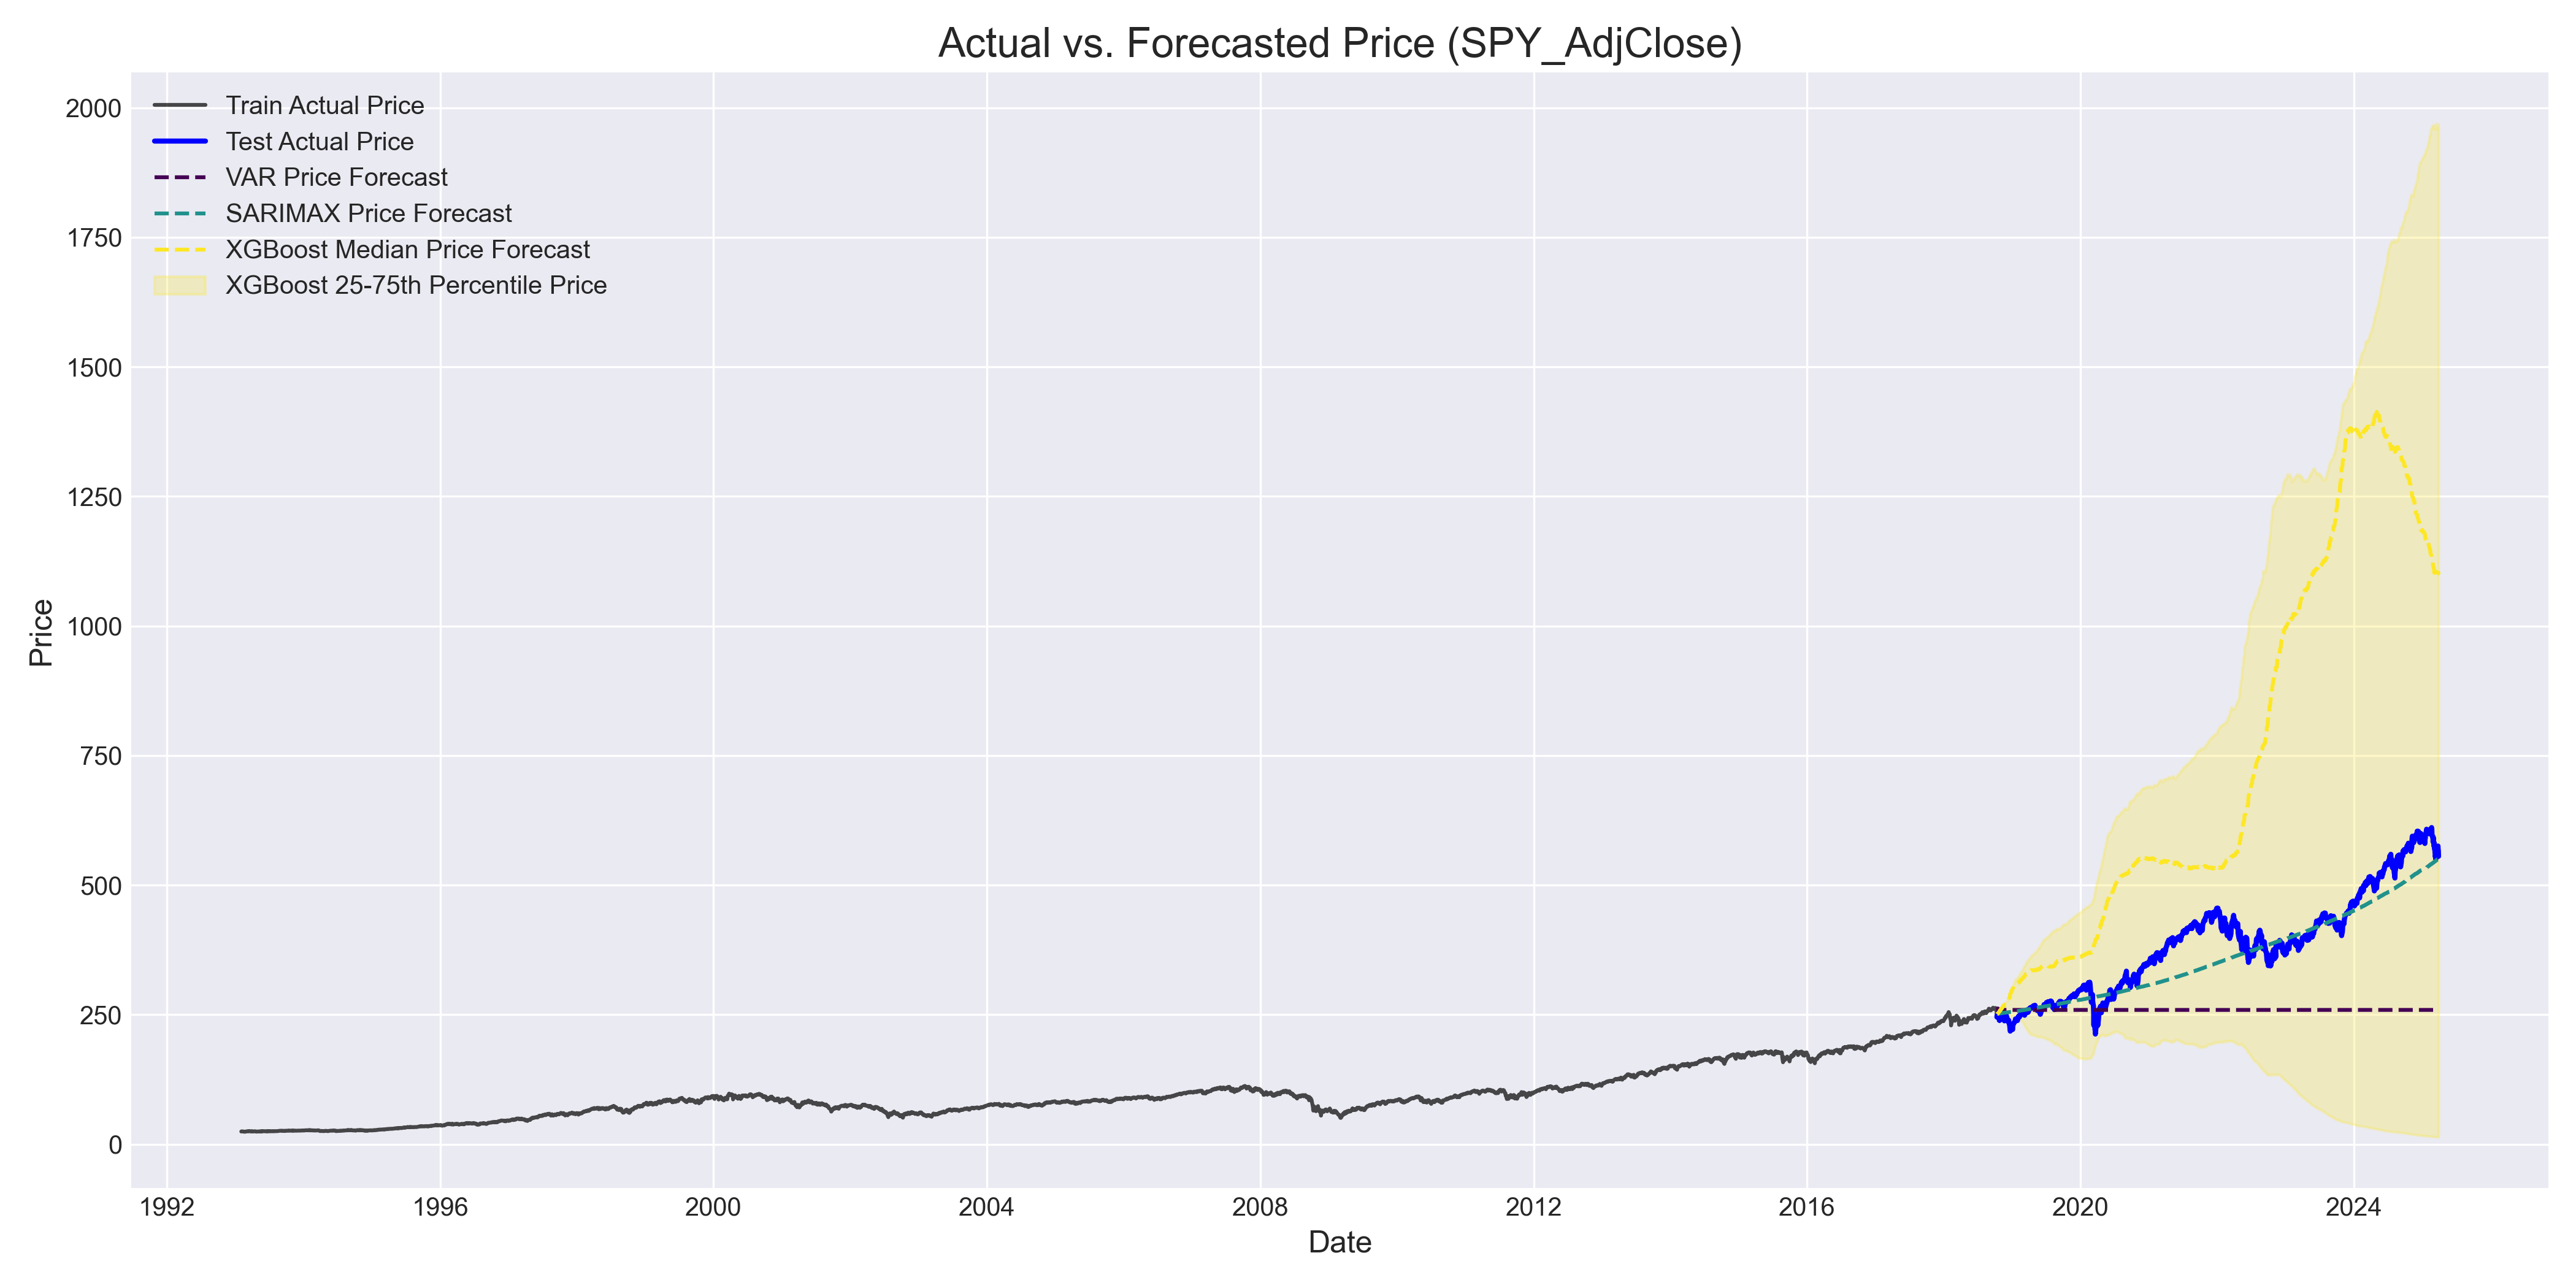 Actual vs. Forecasted Price (SPY_AdjClose)
Train Actual Price
Test Actual Price
VAR Price Forecast
SARIMAX Price Forecast
XGBoost Median Price Forecast
XGBoost 25-75th Percentile Price
2000
1750
1500
1250
1000
750
500
250
0
Price
1992 1996 2000 2004 2008 2012 2016 2020 2024
Date